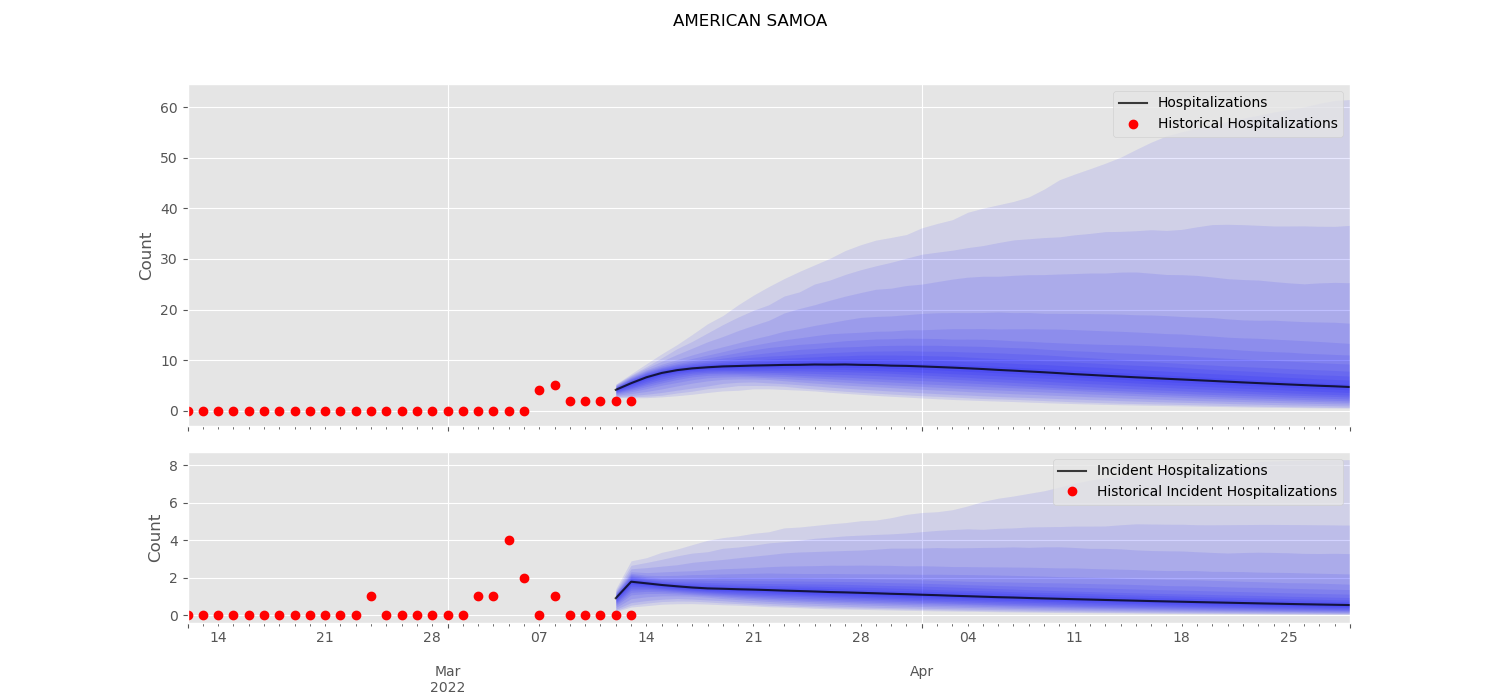 AMERICAN SAMOA
Count
60
50
40
30
20
10
0
Hospitalizations
Historical Hospitalizations
Count
8
6
4
2
0
Incident Hospitalizations
Historical Incident Hospitalizations
14 21 28 07 14 21 28 04 11 18 25
Mar Apr
2022